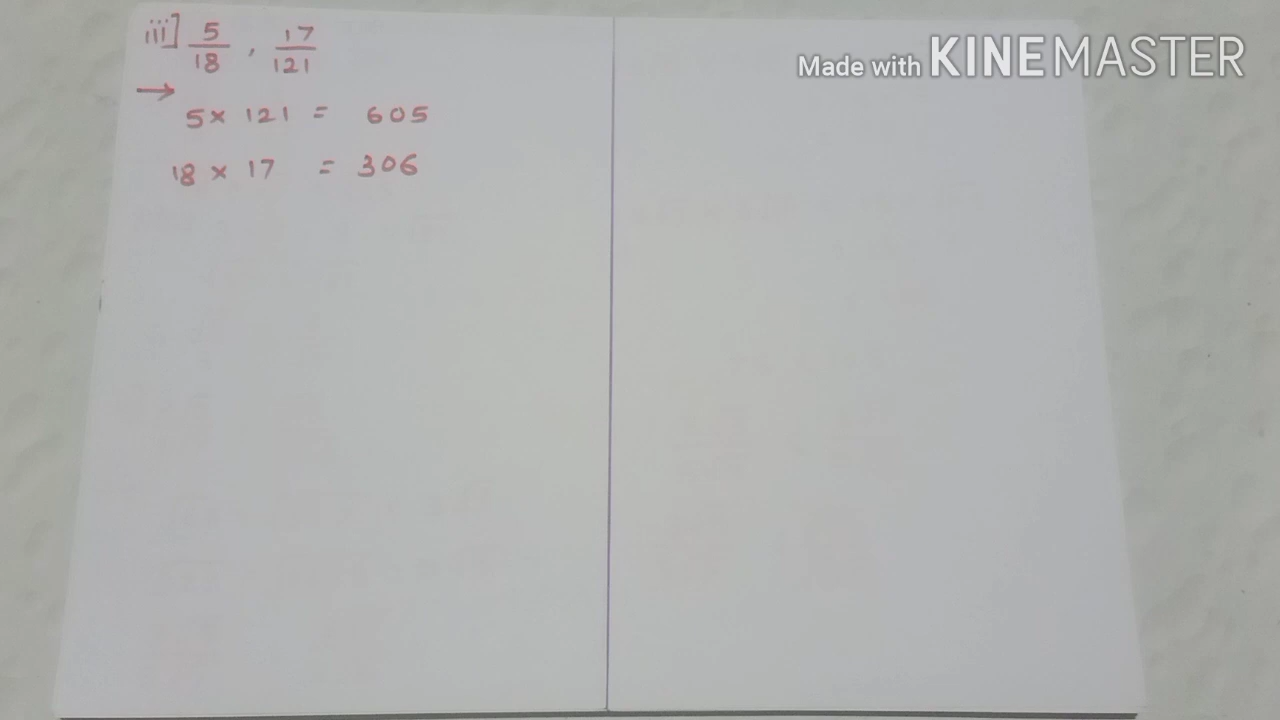 iii] 5/18 , 17/121
→
5 × 121 = 605
18 × 17 = 306
Made with KINEMASTER